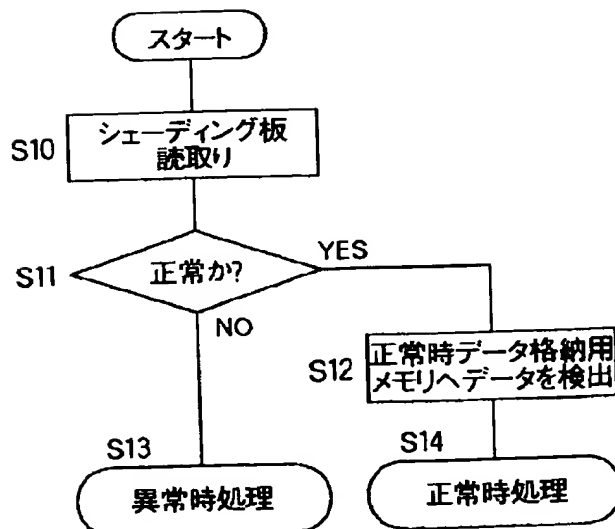 スタート
S10
シェーディング板
読取り
S11
正常か?
YES
NO
S12
正常時データ格納用
メモリへデータを検出
S13
異常時処理
S14
正常時処理